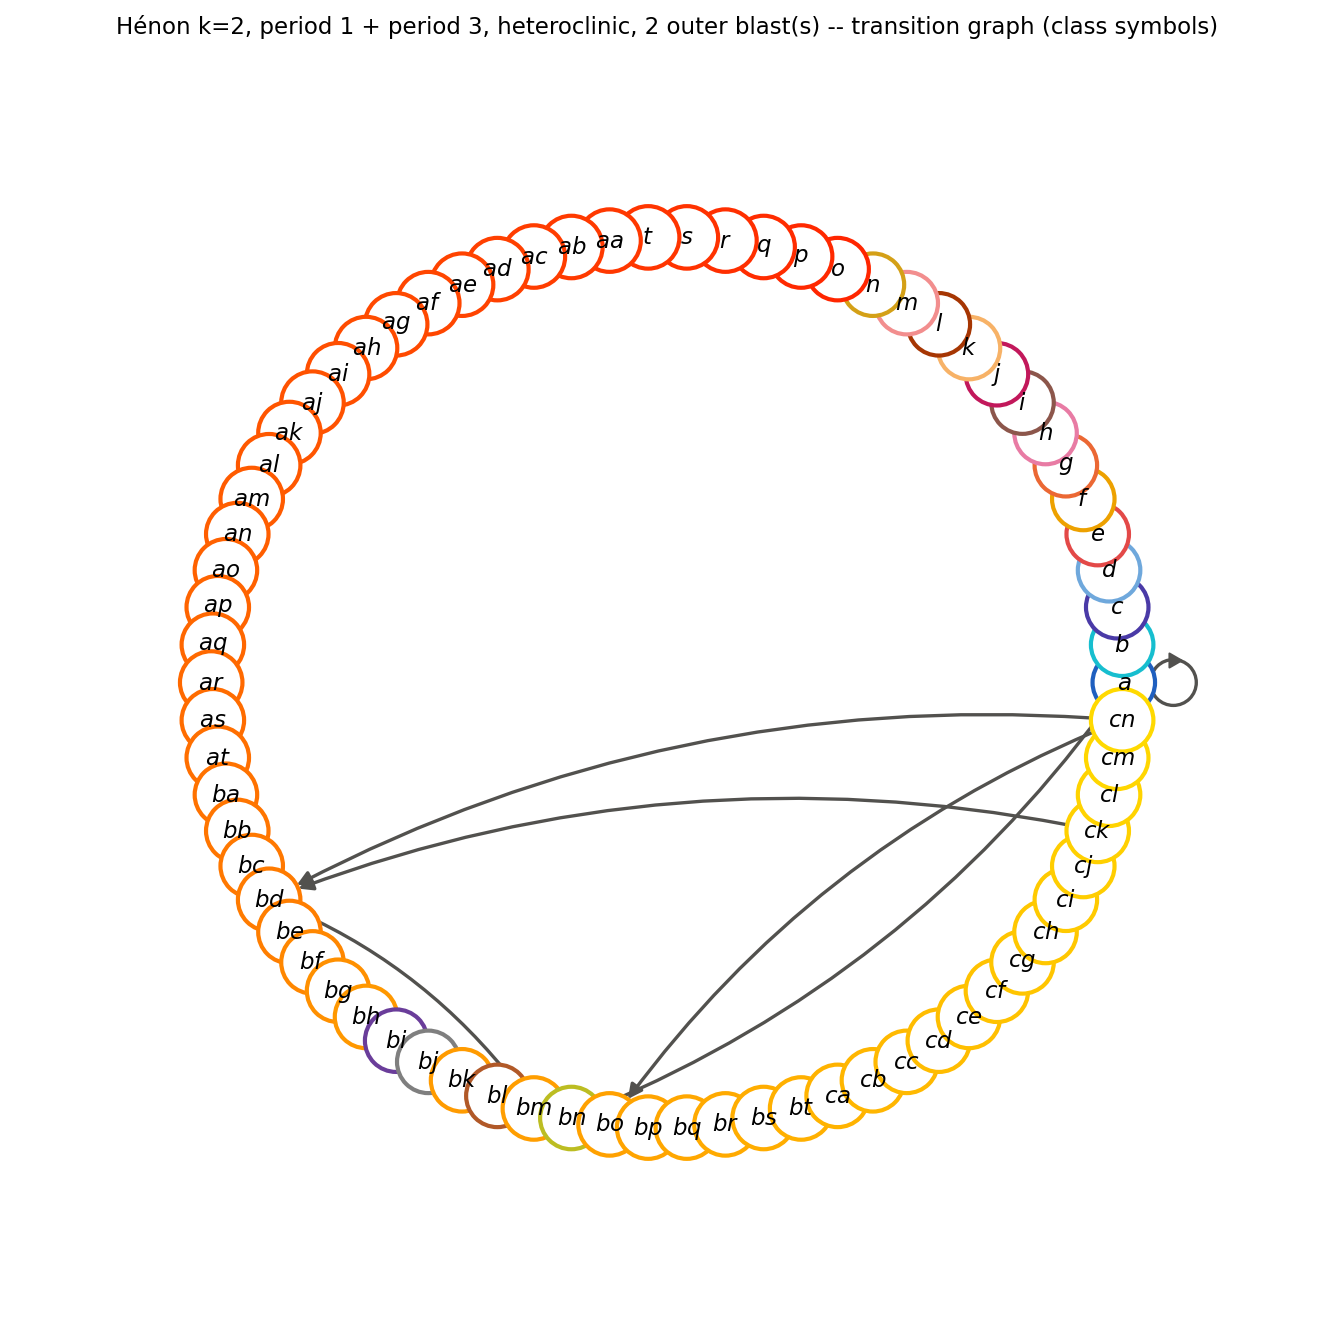 Hénon k=2, period 1 + period 3, heteroclinic, 2 outer blast(s) -- transition graph (class symbols)
a
b
c
d
e
f
g
h
i
j
k
l
m
n
o
p
q
r
s
t
aa
ab
ac
ad
ae
af
ag
ah
ai
aj
ak
al
am
an
ao
ap
aq
ar
as
at
ba
bb
bc
bd
be
bf
bg
bh
bi
bj
bk
bl
bm
bn
bo
bp
bq
br
bs
bt
ca
cb
cc
cd
ce
cf
cg
ch
ci
cj
ck
cl
cm
cn